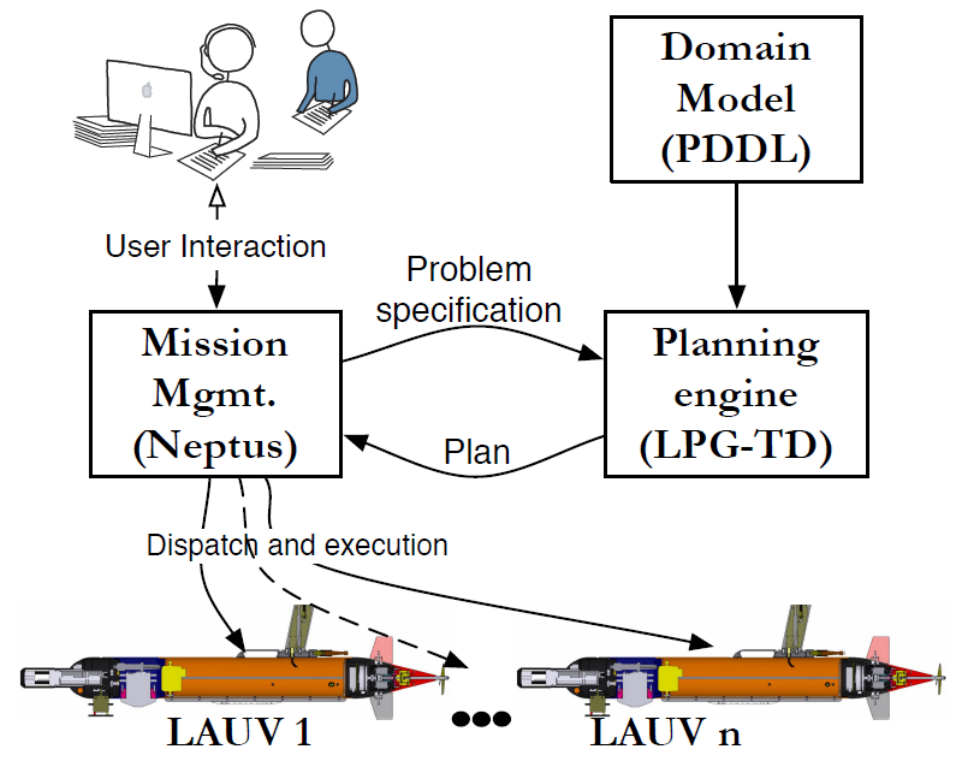 Domain
Model
(PDDL)
User Interaction
Problem
specification
Mission
Mgmt.
(Neptus)
Planning
engine
(LPG-TD)
Plan
Dispatch and execution
LAUV 1
LAUV n